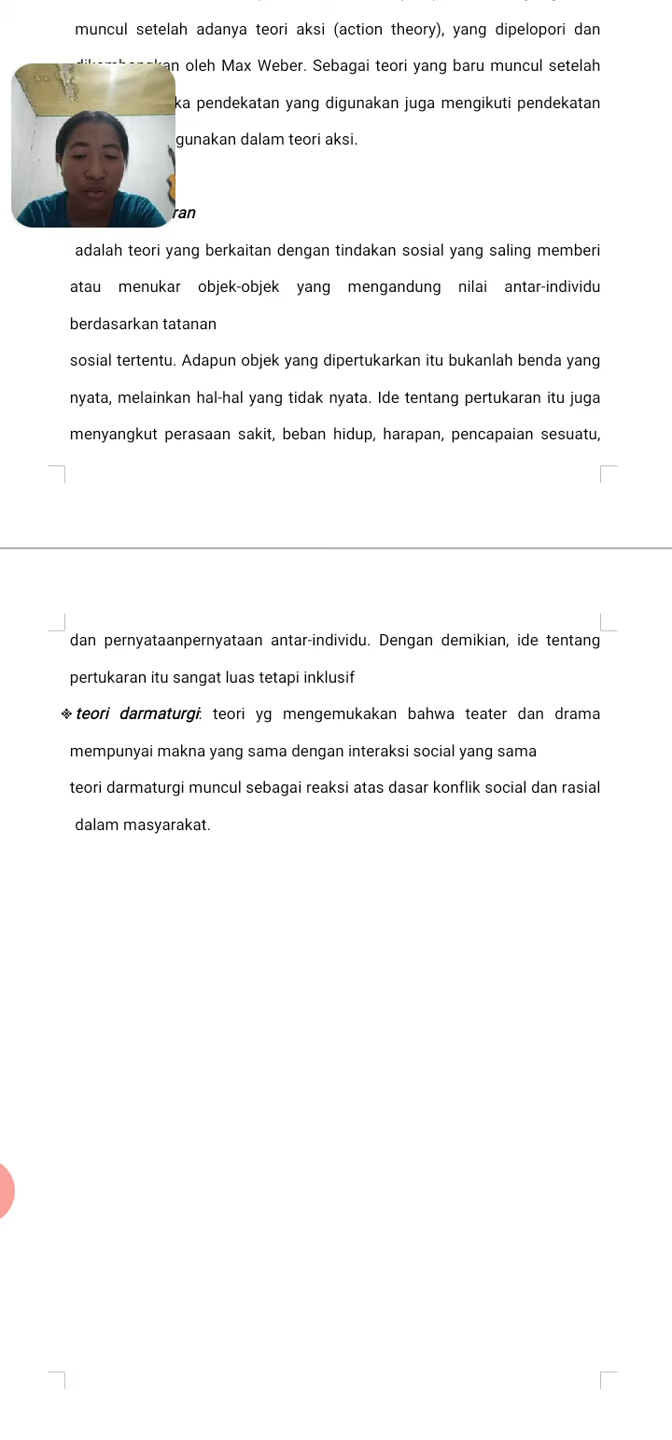 muncul setelah adanya teori aksi (action theory), yang dipelopori dan
oleh Max Weber. Sebagai teori yang baru muncul setelah
ka pendekatan yang digunakan juga mengikuti pendekatan
gunakan dalam teori aksi.
ran
adalah teori yang berkaitan dengan tindakan sosial yang saling memberi
atau menukar objek-objek yang mengandung nilai antar-individu
berdasarkan tatanan
sosial tertentu. Adapun objek yang dipertukarkan itu bukanlah benda yang
nyata, melainkan hal-hal yang tidak nyata. Ide tentang pertukaran itu juga
menyangkut perasaan sakit, beban hidup, harapan, pencapaian sesuatu,
dan pernyataanpernyataan antar-individu. Dengan demikian, ide tentang
pertukaran itu sangat luas tetapi inklusif
❖ teori darmaturgi: teori yg mengemukakan bahwa teater dan drama
mempunyai makna yang sama dengan interaksi social yang sama
teori darmaturgi muncul sebagai reaksi atas dasar konflik social dan rasial
dalam masyarakat.